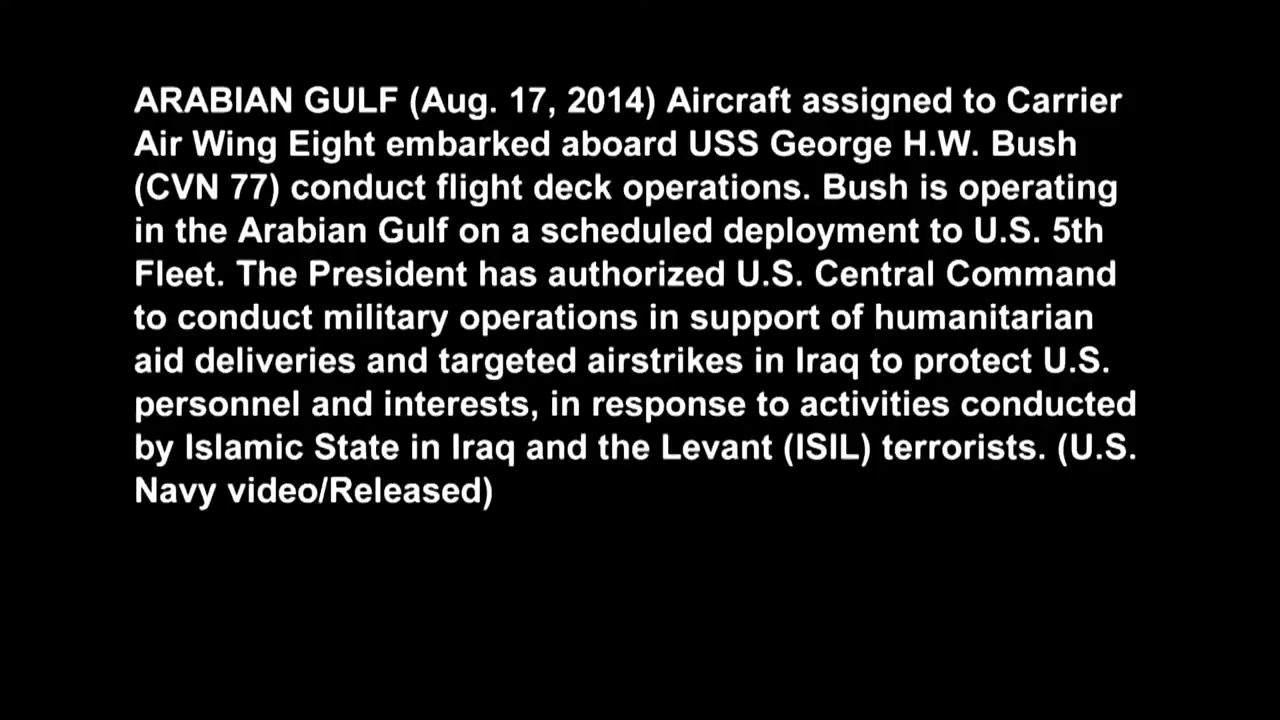 ARABIAN GULF (Aug. 17, 2014) Aircraft assigned to Carrier
Air Wing Eight embarked aboard USS George H.W. Bush
(CVN 77) conduct flight deck operations. Bush is operating
in the Arabian Gulf on a scheduled deployment to U.S. 5th
Fleet. The President has authorized U.S. Central Command
to conduct military operations in support of humanitarian
aid deliveries and targeted airstrikes in Iraq to protect U.S.
personnel and interests, in response to activities conducted
by Islamic State in Iraq and the Levant (ISIL) terrorists. (U.S.
Navy video/Released)